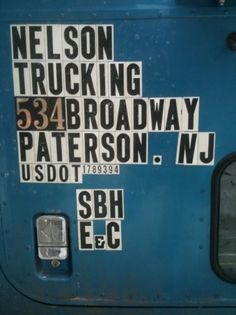 NELSON
TRUCKING
534 BROADWAY
PATERSON. NJ
USDOT 1789394
SBH
E&C